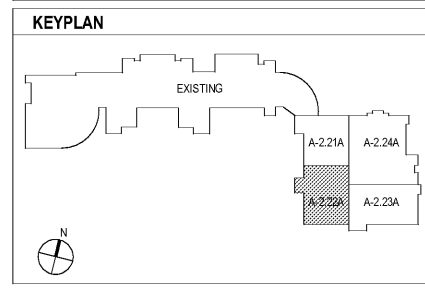 KEYPLAN
EXISTING
A-2.21A A-2.24A
A-2.22A A-2.23A
N